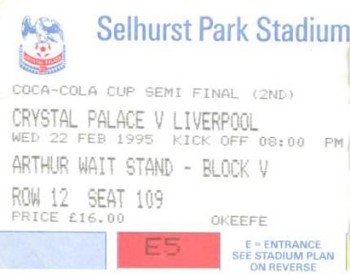 Selhurst Park Stadium
COCA-COLA CUP SEMI FINAL (2ND)
CRYSTAL PALACE V LIVERPOOL
WED 22 FEB 1995 KICK OFF 08:00 PM
ARTHUR WAIT STAND - BLOCK V
ROW 12 SEAT 109
PRICE £16.00 OKEEFE
E5
E = ENTRANCE
SEE STADIUM PLAN
ON REVERSE